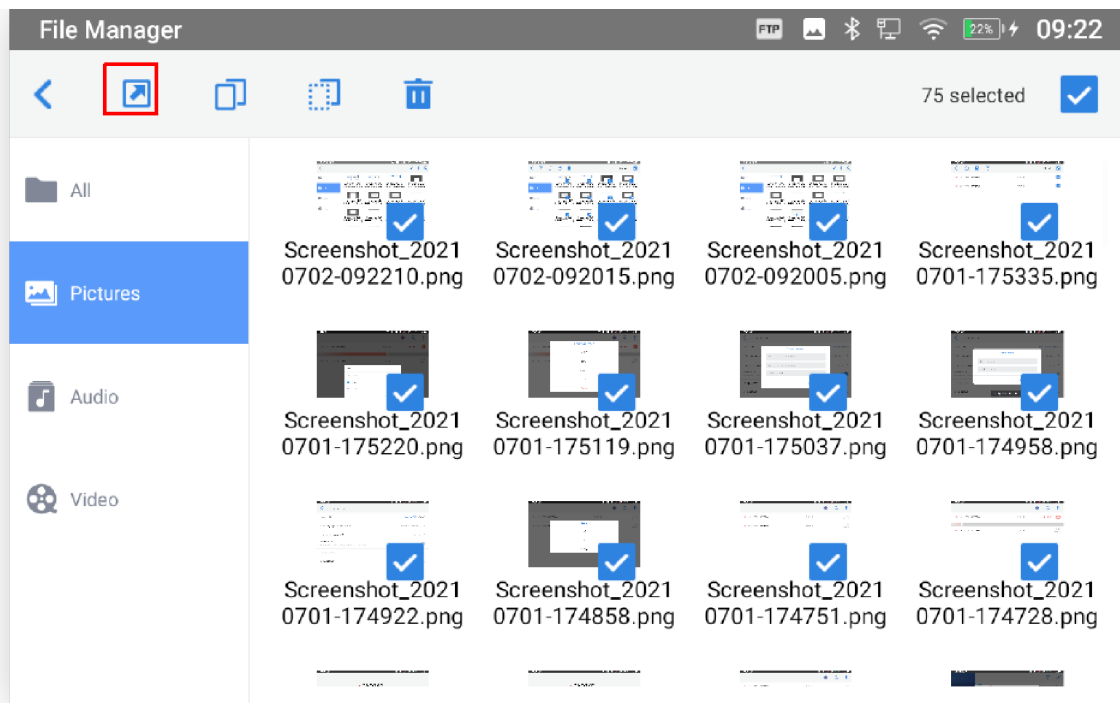 File Manager
FTP
22%
09:22
75 selected
All
Pictures
Audio
Video
Screenshot_2021
0702-092210.png
Screenshot_2021
0702-092015.png
Screenshot_2021
0702-092005.png
Screenshot_2021
0701-175335.png
Screenshot_2021
0701-175220.png
Screenshot_2021
0701-175119.png
Screenshot_2021
0701-175037.png
Screenshot_2021
0701-174958.png
Screenshot_2021
0701-174922.png
Screenshot_2021
0701-174858.png
Screenshot_2021
0701-174751.png
Screenshot_2021
0701-174728.png